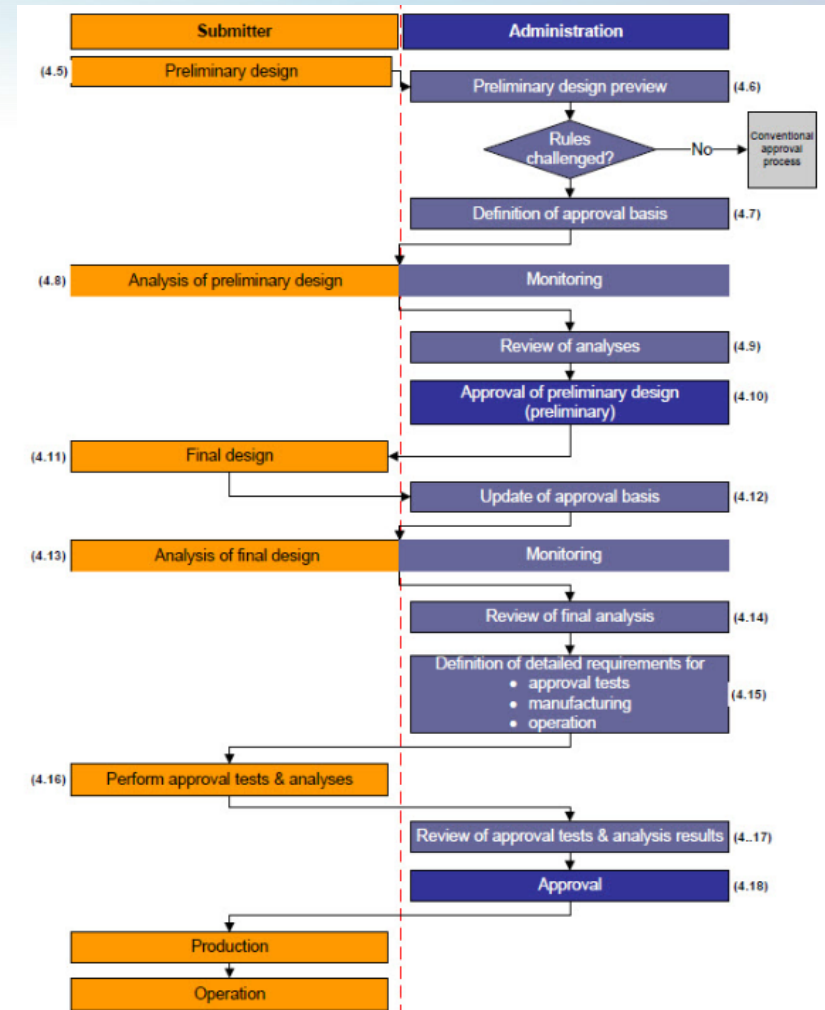 Submitter
Administration
(4.5)
Preliminary design
Preliminary design preview
(4.6)
Rules
challenged?
No
Conventional
approval
process
Definition of approval basis
(4.7)
(4.8)
Analysis of preliminary design
Monitoring
Review of analyses
(4.9)
Approval of preliminary design
(preliminary)
(4.10)
(4.11)
Final design
Update of approval basis
(4.12)
(4.13)
Analysis of final design
Monitoring
Review of final analysis
(4.14)
Definition of detailed requirements for
• approval tests
• manufacturing
• operation
(4.15)
(4.16)
Perform approval tests & analyses
Review of approval tests & analysis results
(4..17)
Approval
(4.18)
Production
Operation